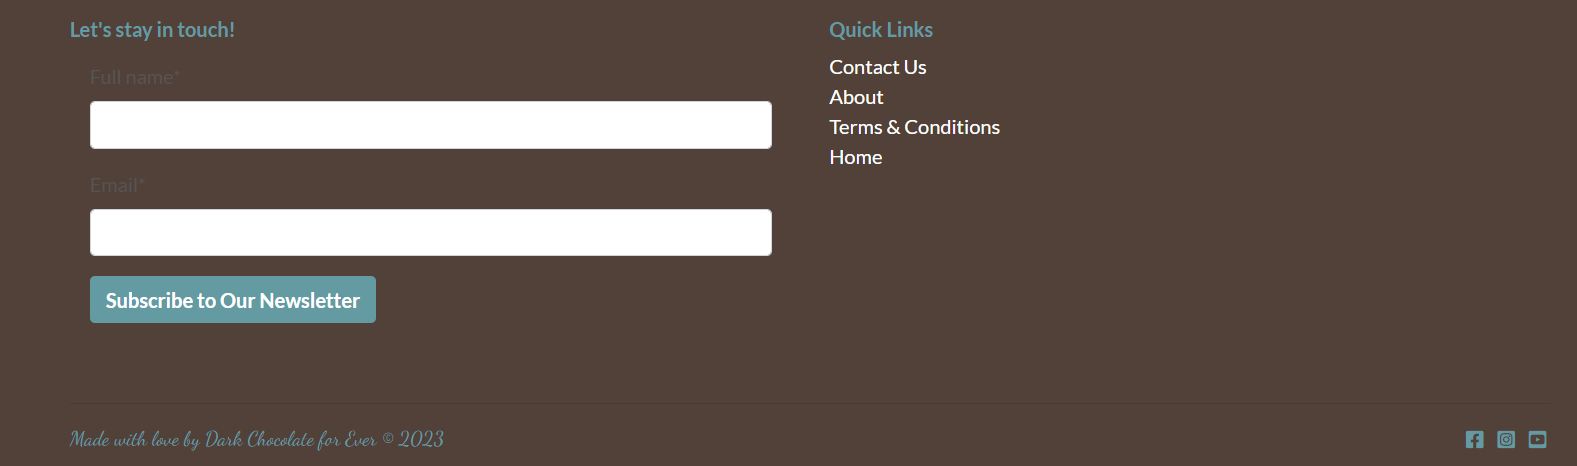 Let's stay in touch!
Full name*
Email*
Subscribe to Our Newsletter
Quick Links
Contact Us
About
Terms & Conditions
Home
Made with love by Dark Chocolate for Ever © 2023